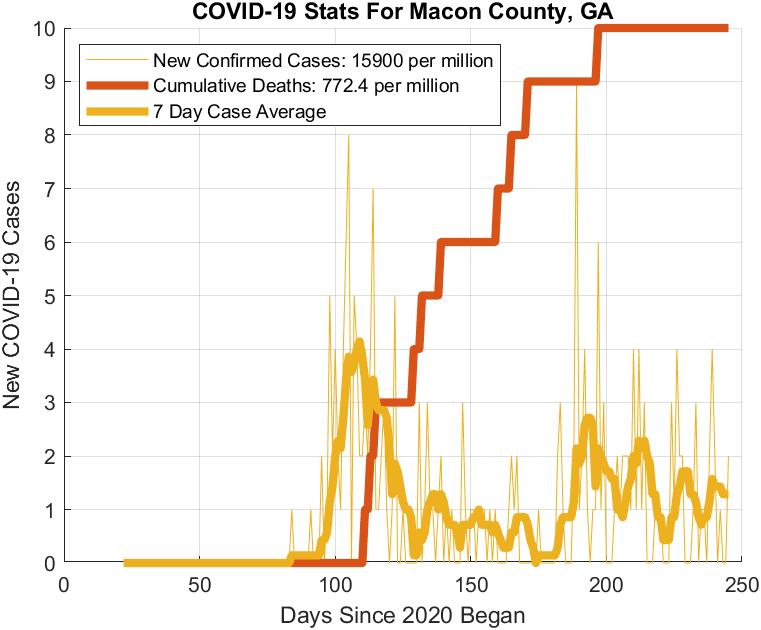 COVID-19 Stats For Macon County, GA
New Confirmed Cases: 15900 per million
Cumulative Deaths: 772.4 per million
7 Day Case Average
New COVID-19 Cases
10
9
8
7
6
5
4
3
2
1
0
0 50 100 150 200 250
Days Since 2020 Began